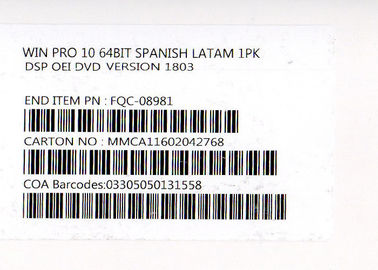 WIN PRO 10 64BIT SPANISH LATAM 1PK
DSP OEI DVD VERSION 1803
END ITEM PN : FQC-08981
CARTON NO : MMCA11602042768
COA Barcodes:03305050131558